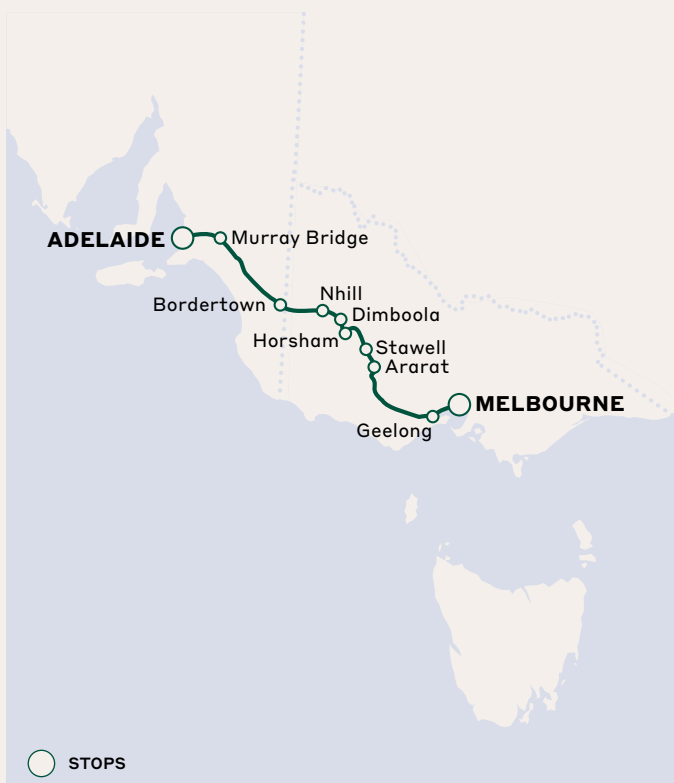 ADELAIDE
Murray Bridge
Bordertown
Nhill
Dimboola
Horsham
Stawell
Ararat
MELBOURNE
Geelong
STOPS